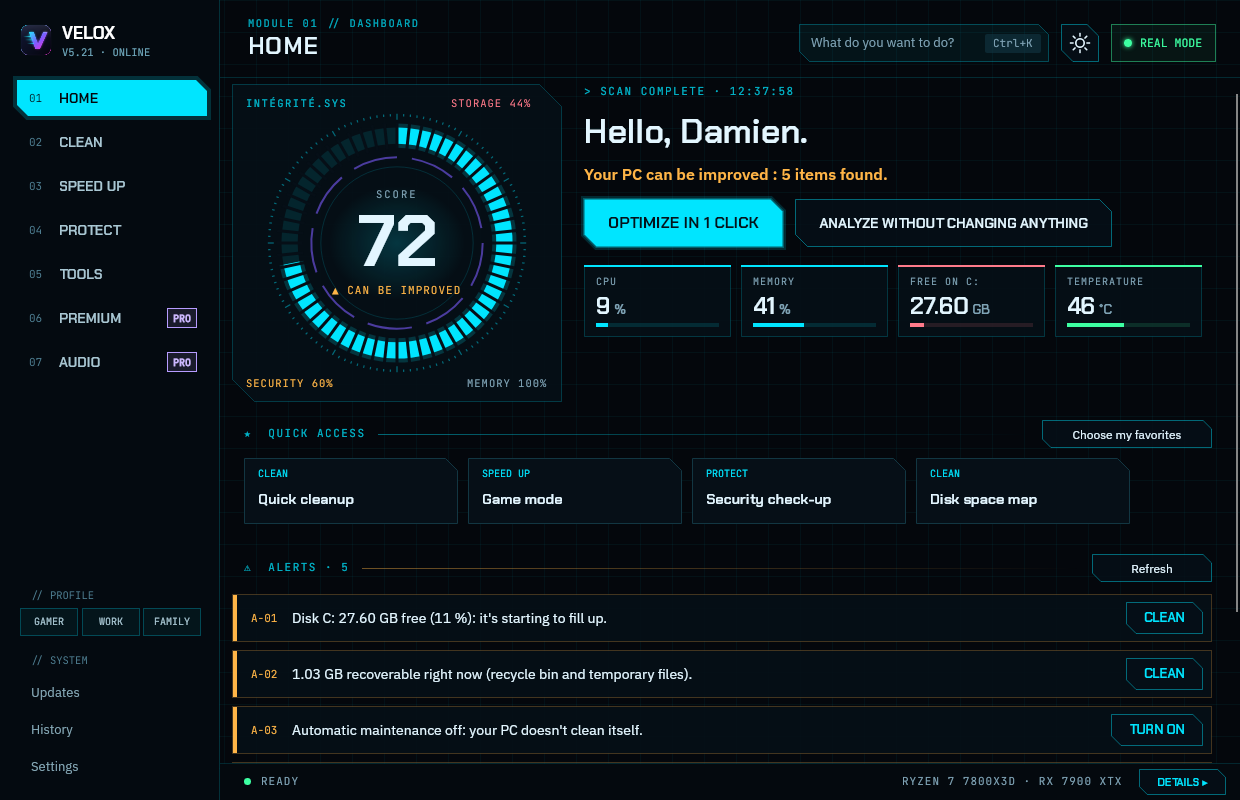 VELOX
V5.21 · ONLINE
01 HOME
02 CLEAN
03 SPEED UP
04 PROTECT
05 TOOLS
06 PREMIUM PRO
07 AUDIO PRO
// PROFILE
GAMER WORK FAMILY
// SYSTEM
Updates
History
Settings
MODULE 01 // DASHBOARD
HOME
What do you want to do? Ctrl+K
REAL MODE
INTÉGRITÉ.SYS STORAGE 44%
SCORE
72
▲ CAN BE IMPROVED
SECURITY 60% MEMORY 100%
> SCAN COMPLETE · 12:37:58
Hello, Damien.
Your PC can be improved : 5 items found.
OPTIMIZE IN 1 CLICK ANALYZE WITHOUT CHANGING ANYTHING
CPU MEMORY FREE ON C: TEMPERATURE
9 % 41 % 27.60 GB 46 °C
★ QUICK ACCESS Choose my favorites
CLEAN SPEED UP PROTECT CLEAN
Quick cleanup Game mode Security check-up Disk space map
⚠ ALERTS · 5 Refresh
A-01 Disk C: 27.60 GB free (11 %): it's starting to fill up. CLEAN
A-02 1.03 GB recoverable right now (recycle bin and temporary files). CLEAN
A-03 Automatic maintenance off: your PC doesn't clean itself. TURN ON
READY RYZEN 7 7800X3D · RX 7900 XTX DETAILS ▸